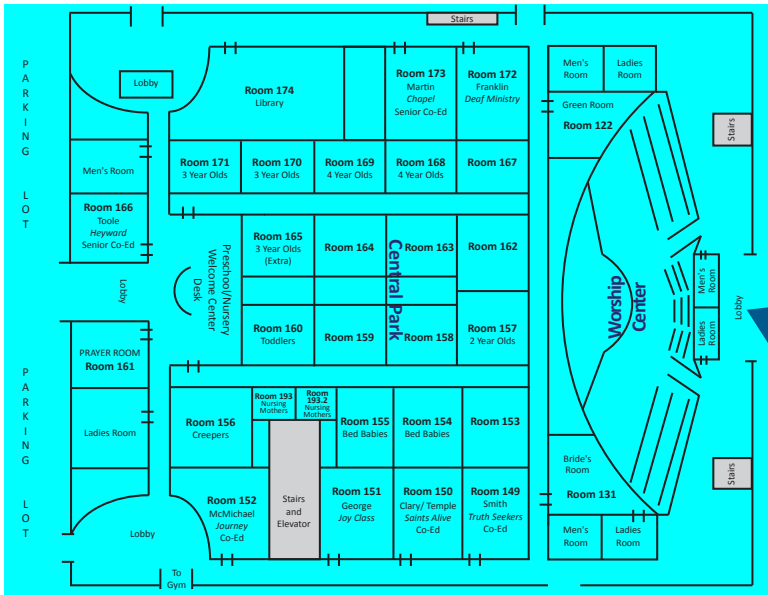 Stairs
PARKING LOT
Lobby
Room 174
Library
Room 173
Martin
Chapel
Senior Co-Ed
Room 172
Franklin
Deaf Ministry
Men's
Room
Ladies
Room
Green Room
Room 122
Stairs
Men's Room
Room 171
3 Year Olds
Room 170
3 Year Olds
Room 169
4 Year Olds
Room 168
4 Year Olds
Room 167
Room 166
Toole
Heyward
Senior Co-Ed
Lobby
Preschool/Nursery
Welcome Center
Desk
Room 165
3 Year Olds
(Extra)
Room 164
Central Park
Room 163
Room 162
Worship
Center
Men's
Room
Ladies
Room
Lobby
Room 160
Toddlers
Room 159
Room 158
Room 157
2 Year Olds
PARKING LOT
PRAYER ROOM
Room 161
Ladies Room
Room 156
Creepers
Room 193
Nursing
Mothers
Room
193.2
Nursing
Mothers
Room 155
Bed Babies
Room 154
Bed Babies
Room 153
Bride's
Room
Room 131
Stairs
Lobby
Room 152
McMichael
Journey
Co-Ed
Stairs
and
Elevator
Room 151
George
Joy Class
Room 150
Clary/ Temple
Saints Alive
Co-Ed
Room 149
Smith
Truth Seekers
Co-Ed
Men's
Room
Ladies
Room
To
Gym